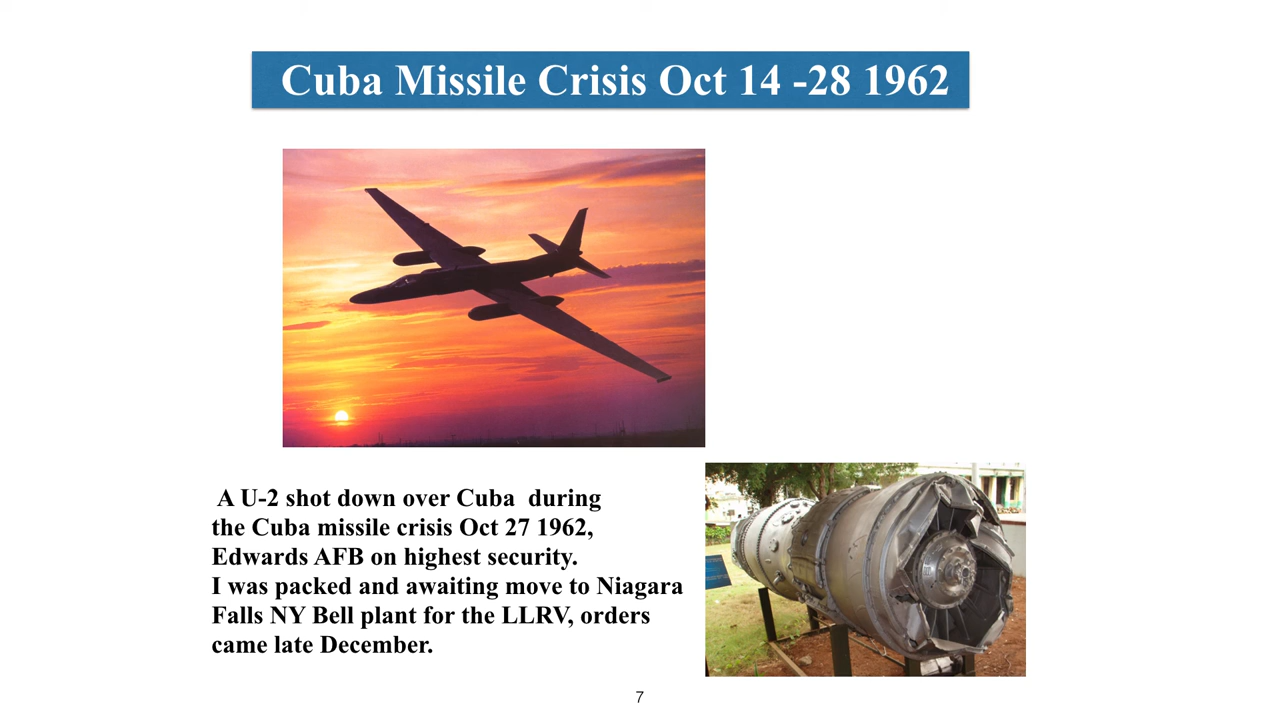 Cuba Missile Crisis Oct 14 -28 1962
A U-2 shot down over Cuba  during
the Cuba missile crisis Oct 27 1962,
Edwards AFB on highest security.
I was packed and awaiting move to Niagara
Falls NY Bell plant for the LLRV, orders
came late December.
7